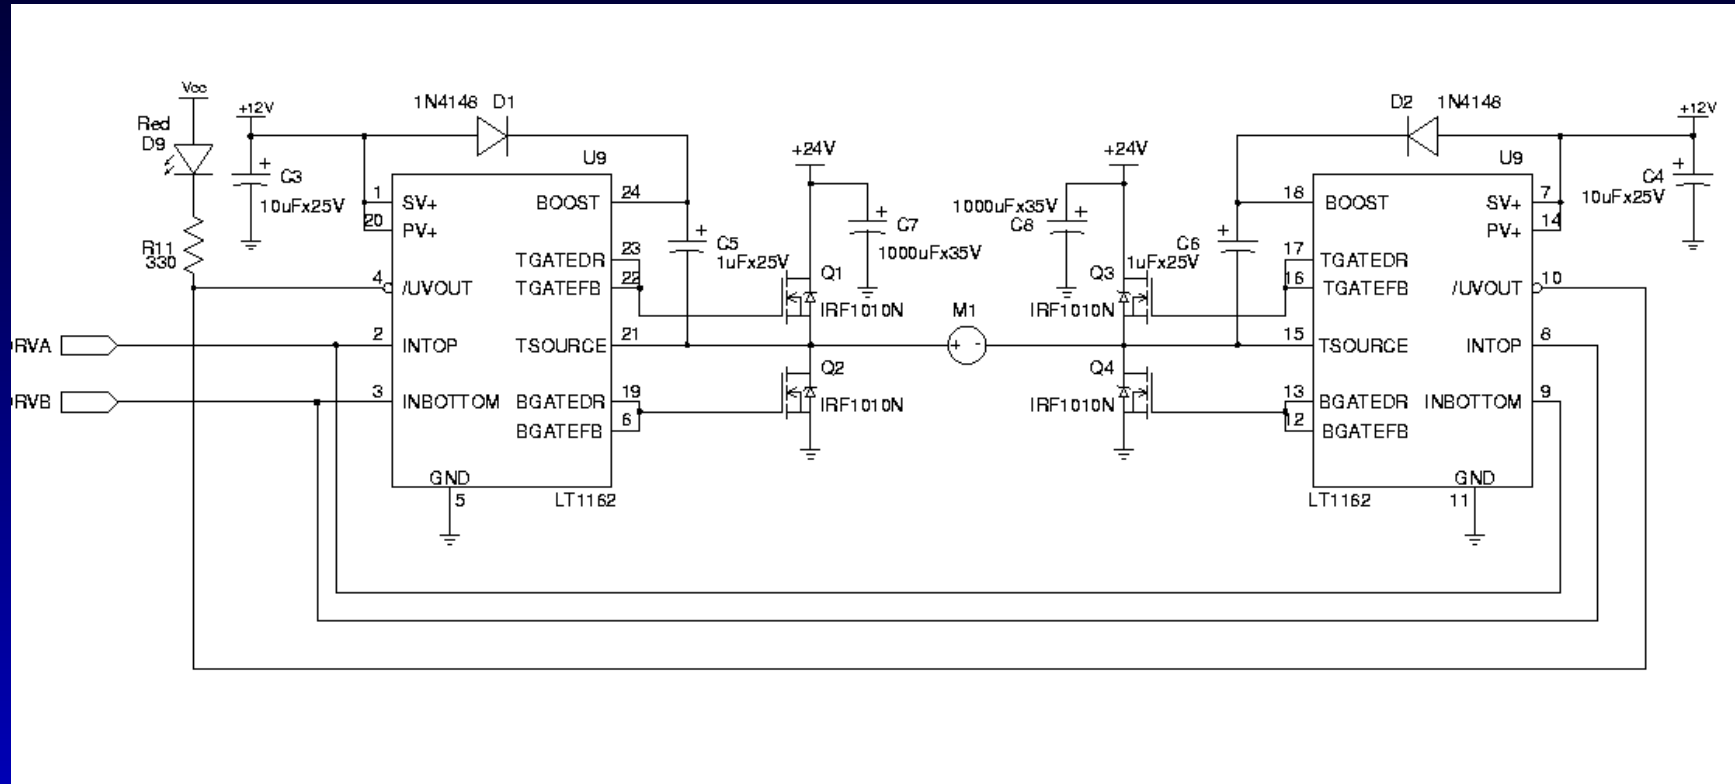 Vcc
+12V
Red
D9
C3
10uFx25V
R11
330
1N4148 D1
U9
1
SV+
20
PV+
4
/UVOUT
2
INTOP
3
INBOTTOM
BOOST
24
TGATEDR
23
TGATEFB
22
TSOURCE
21
BGATEDR
19
BGATEFB
6
GND
5
LT1162
RVA
RVB
C5
1uFx25V
+24V
C7
1000uFx35V
Q1
IRF1010N
Q2
IRF1010N
M1
+ -
+24V
1000uFx35V
C8
Q3
IRF1010N
Q4
IRF1010N
C6
1uFx25V
D2 1N4148
U9
18
BOOST
17
TGATEDR
16
TGATEFB
15
TSOURCE
13
BGATEDR
12
BGATEFB
7
SV+
14
PV+
/UVOUT
10
INTOP
8
INBOTTOM
9
GND
11
LT1162
+12V
C4
10uFx25V